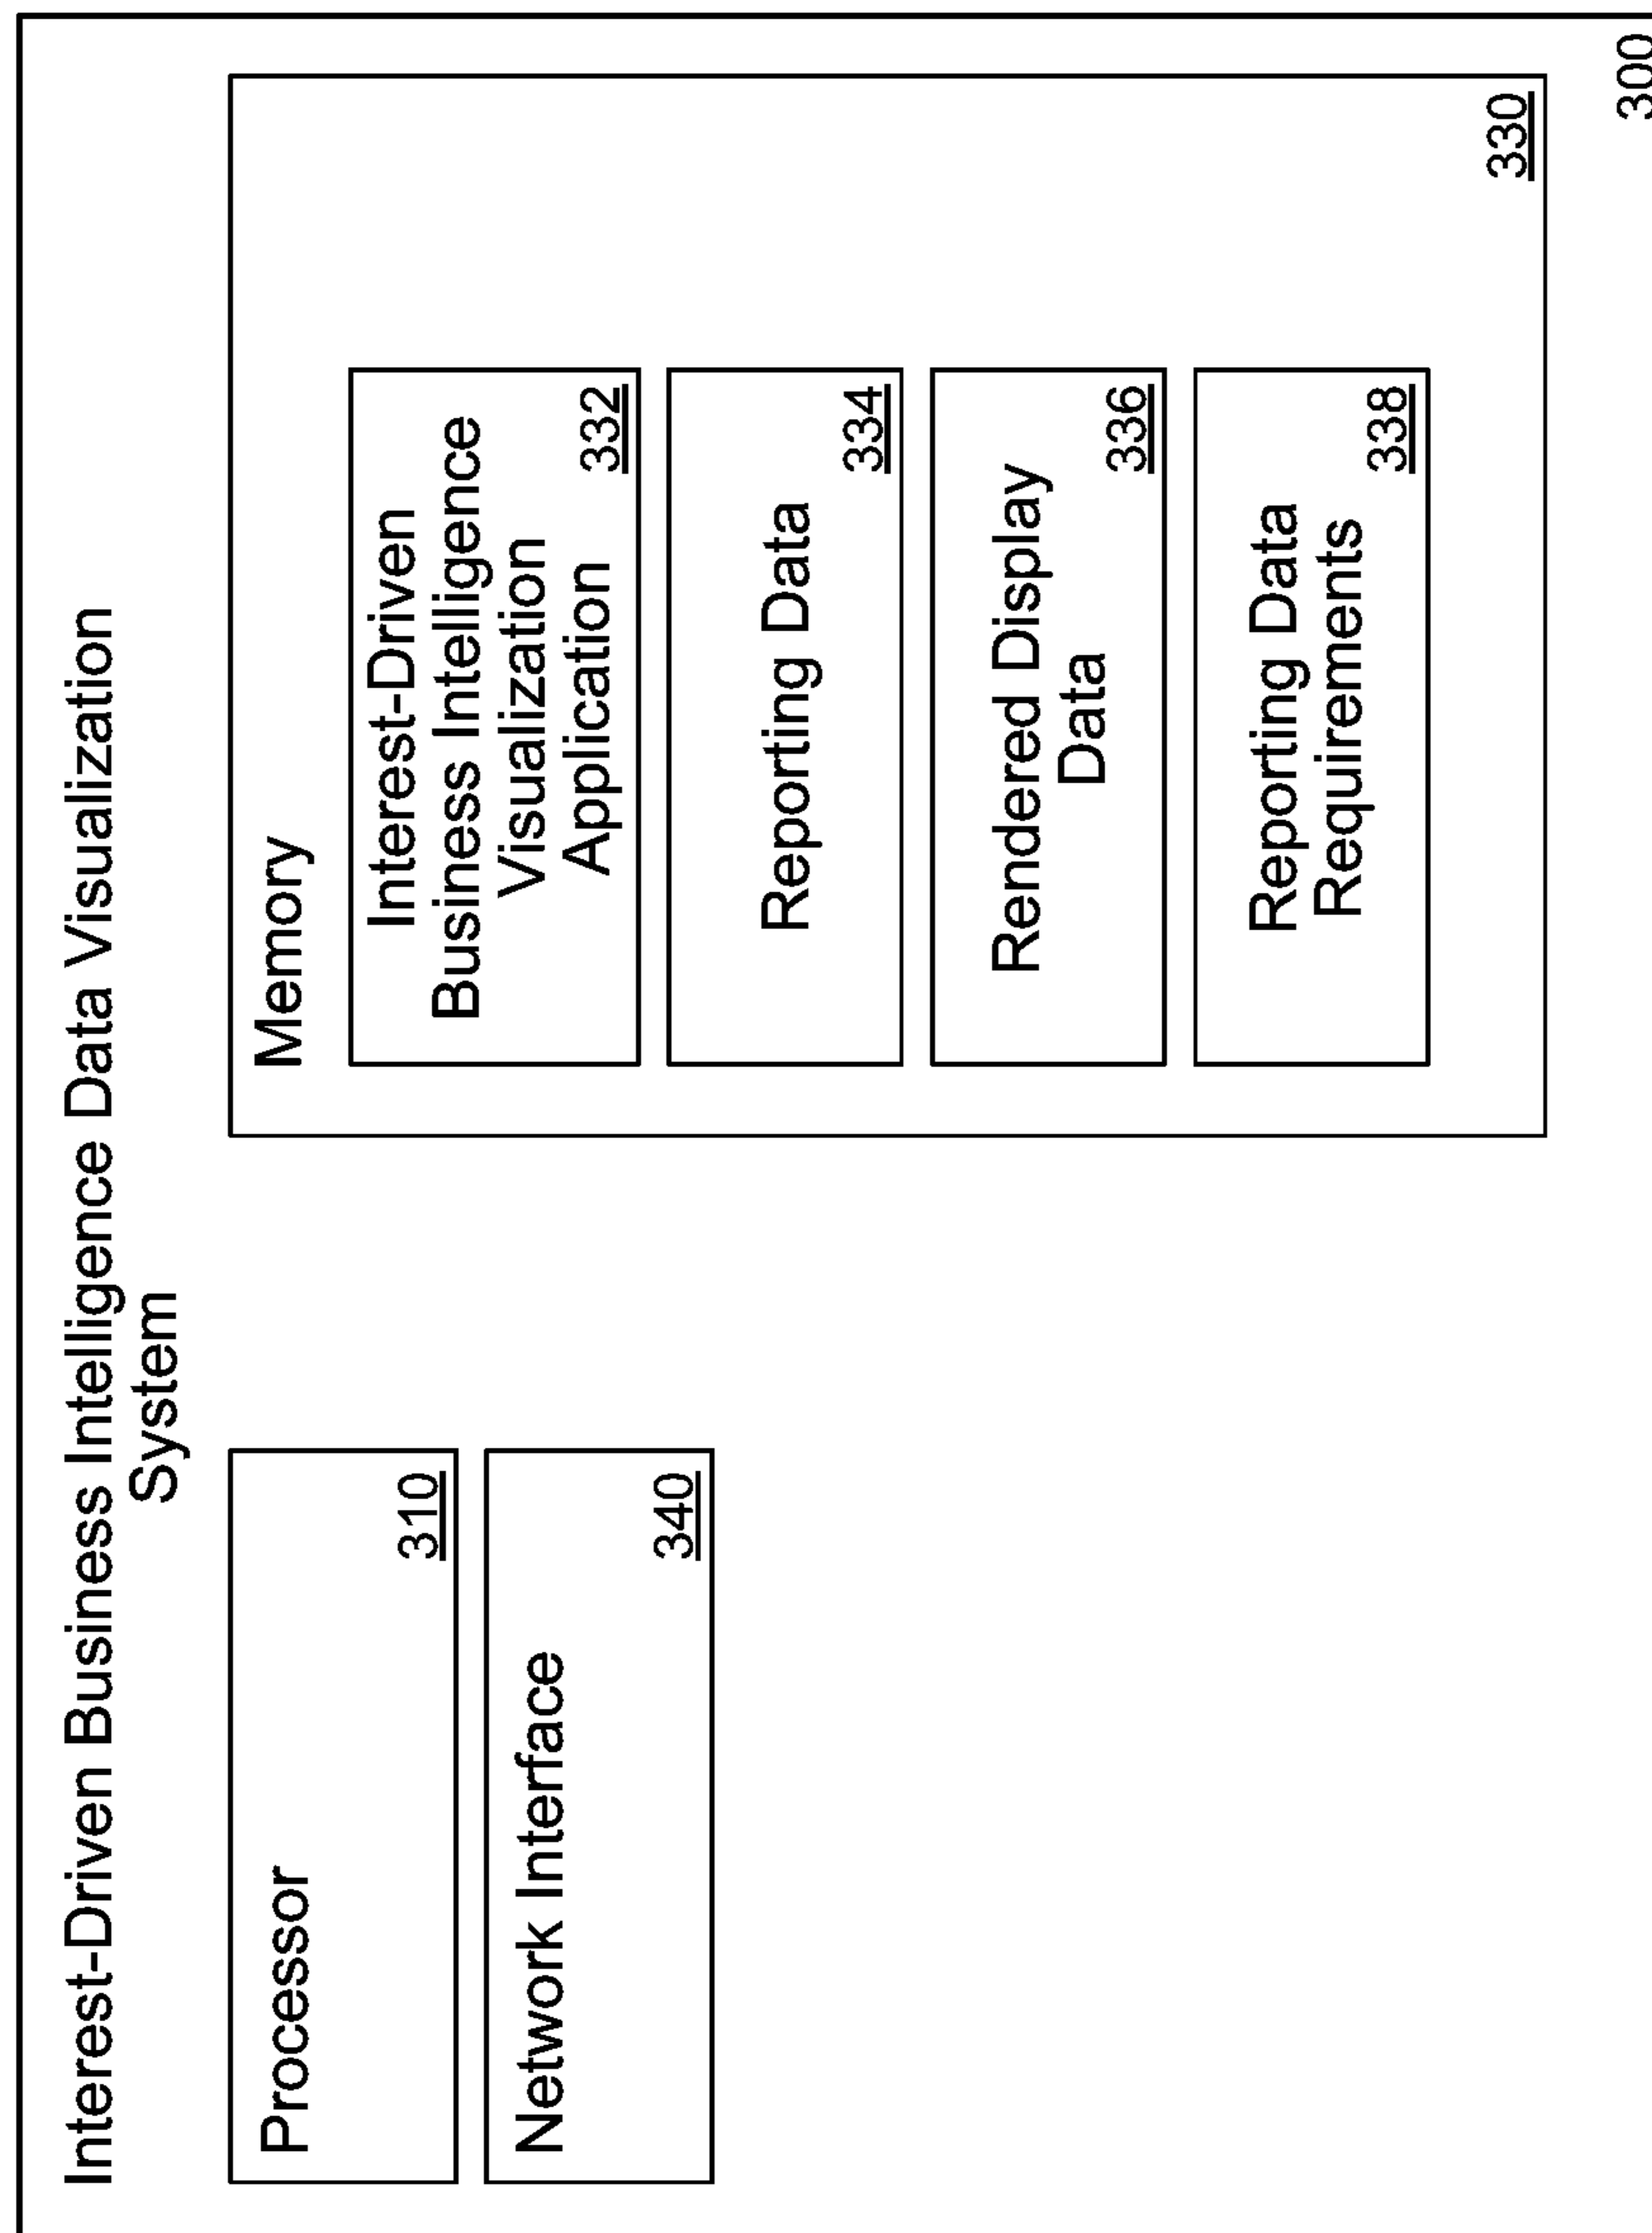 Interest-Driven Business Intelligence Data Visualization
System
Processor
310
Network Interface
340
Memory
Interest-Driven
Business Intelligence
Visualization
Application
332
Reporting Data
334
Rendered Display
Data
336
Reporting Data
Requirements
338
330
300